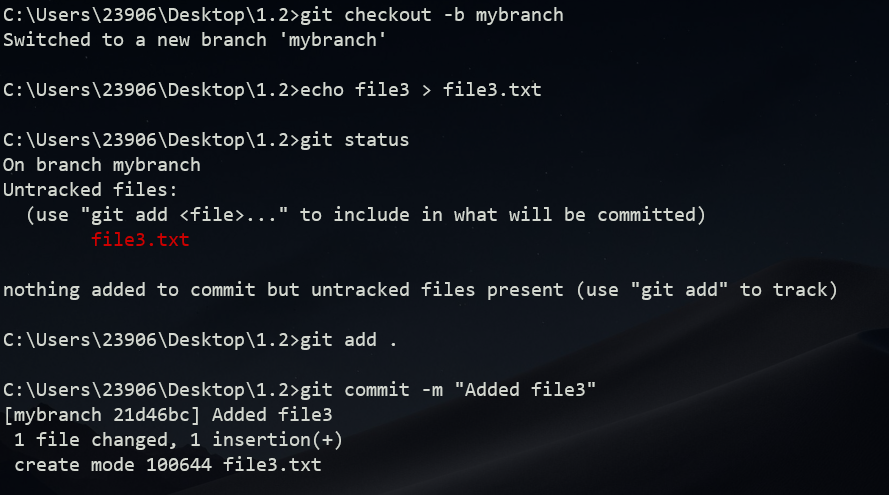 C:\Users\23906\Desktop\1.2>git checkout -b mybranch
Switched to a new branch 'mybranch'
C:\Users\23906\Desktop\1.2>echo file3 > file3.txt
C:\Users\23906\Desktop\1.2>git status
On branch mybranch
Untracked files:
  (use "git add <file>..." to include in what will be committed)
        file3.txt
nothing added to commit but untracked files present (use "git add" to track)
C:\Users\23906\Desktop\1.2>git add .
C:\Users\23906\Desktop\1.2>git commit -m "Added file3"
[mybranch 21d46bc] Added file3
 1 file changed, 1 insertion(+)
 create mode 100644 file3.txt